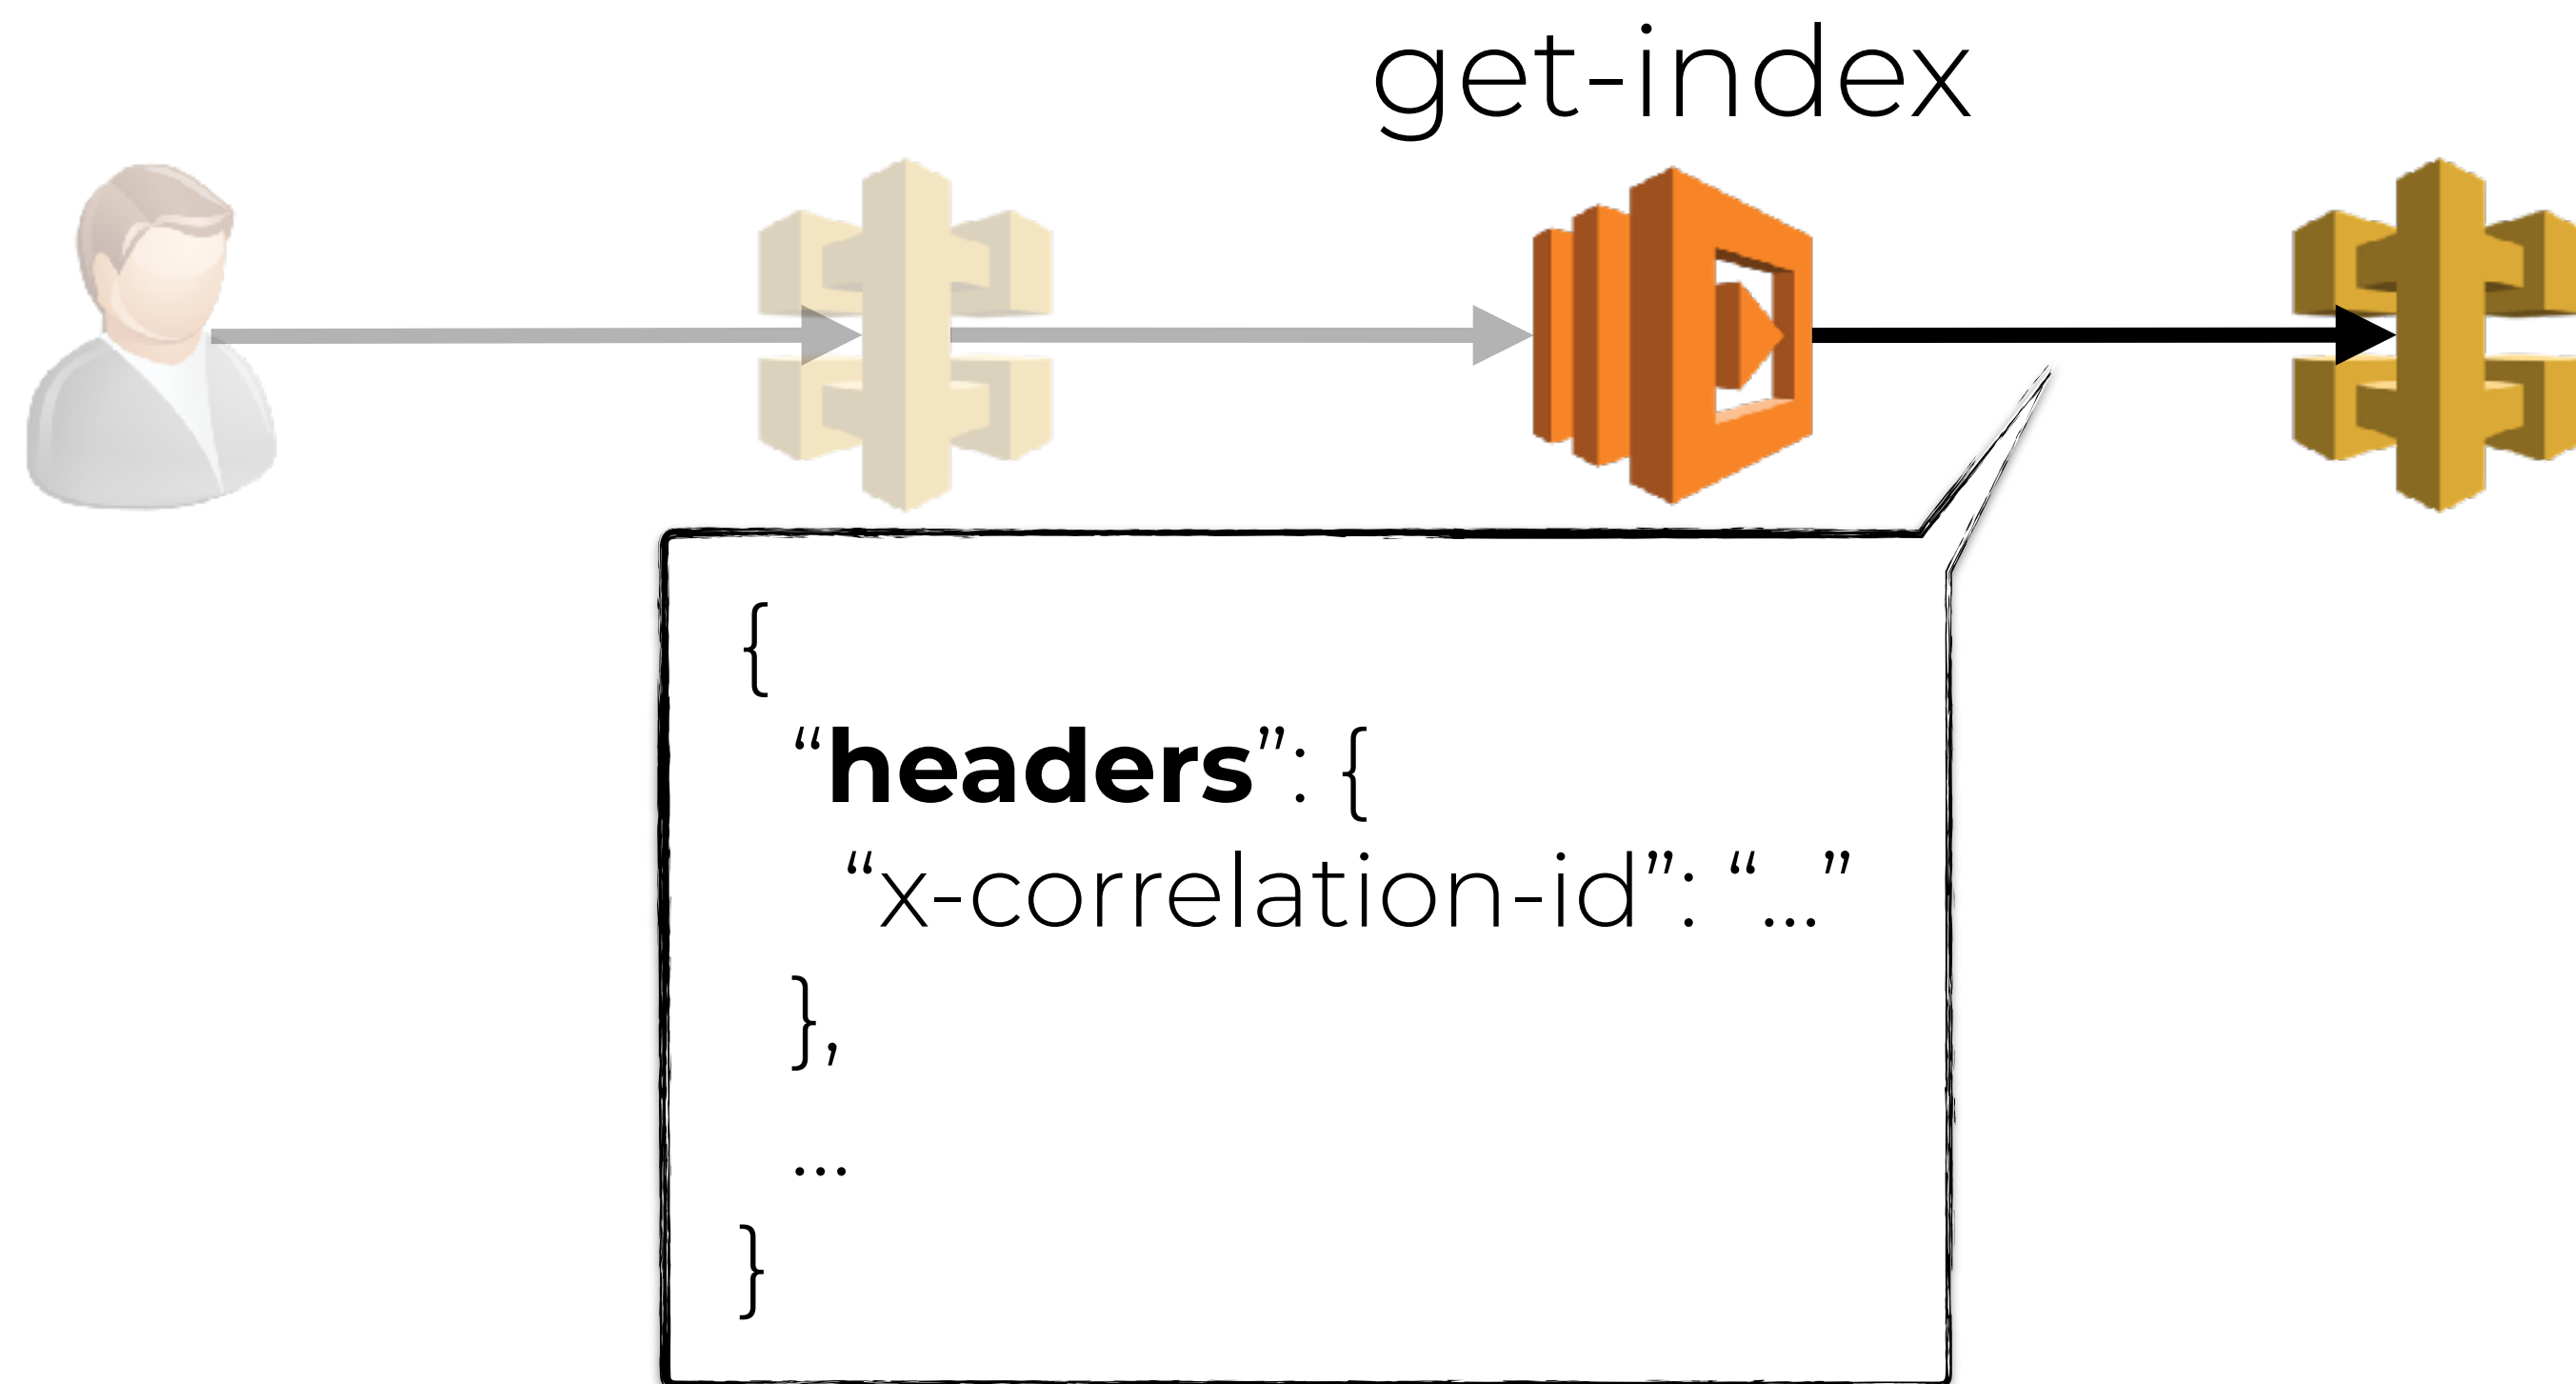 get-index
{
“headers”: {
“x-correlation-id”: “...”
},
...
}